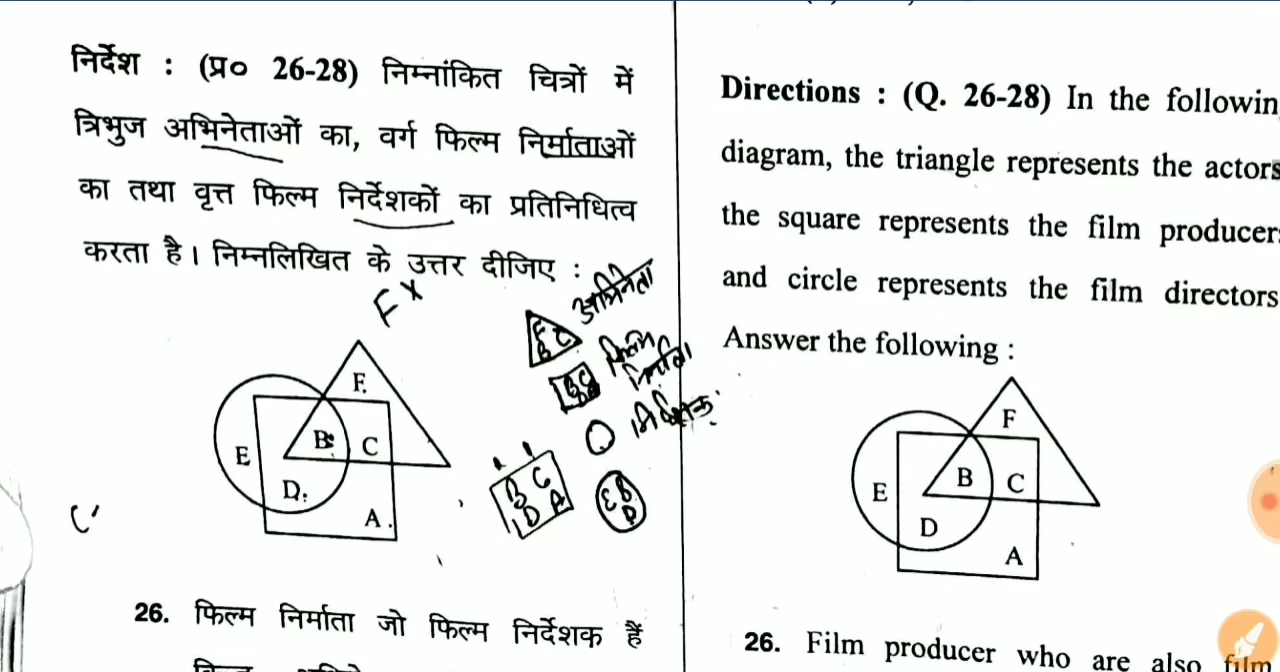 निर्देश : (प्र० 26-28) निम्नांकित चित्रों में
त्रिभुज अभिनेताओं का, वर्ग फिल्म निर्माताओं
का तथा वृत्त फिल्म निर्देशकों का प्रतिनिधित्व
करता है। निम्नलिखित के उत्तर दीजिए :
F x
अभिनेता
F
B C
फिल्म
निर्माता
B C
D A
निर्देशक
F
B
C
E
D
A
B C
D A
E B
D
26. फिल्म निर्माता जो फिल्म निर्देशक हैं
Directions : (Q. 26-28) In the followin
diagram, the triangle represents the actors
the square represents the film producer
and circle represents the film directors
Answer the following :
F
B
C
E
D
A
26. Film producer who are also film